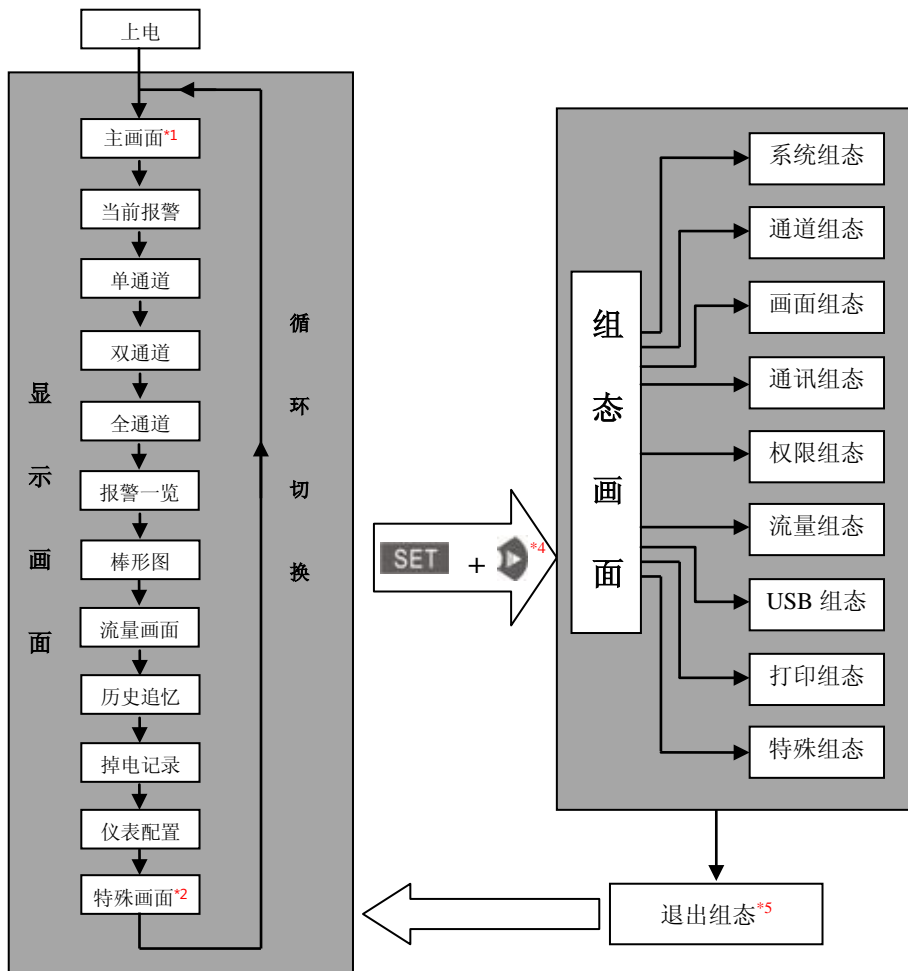 上电
主画面*1
当前报警
单通道
双通道
全通道
报警一览
棒形图
流量画面
历史追忆
掉电记录
仪表配置
特殊画面*2
显示画面
循环切换
SET + *4
组态画面
系统组态
通道组态
画面组态
通讯组态
权限组态
流量组态
USB 组态
打印组态
特殊组态
退出组态*5